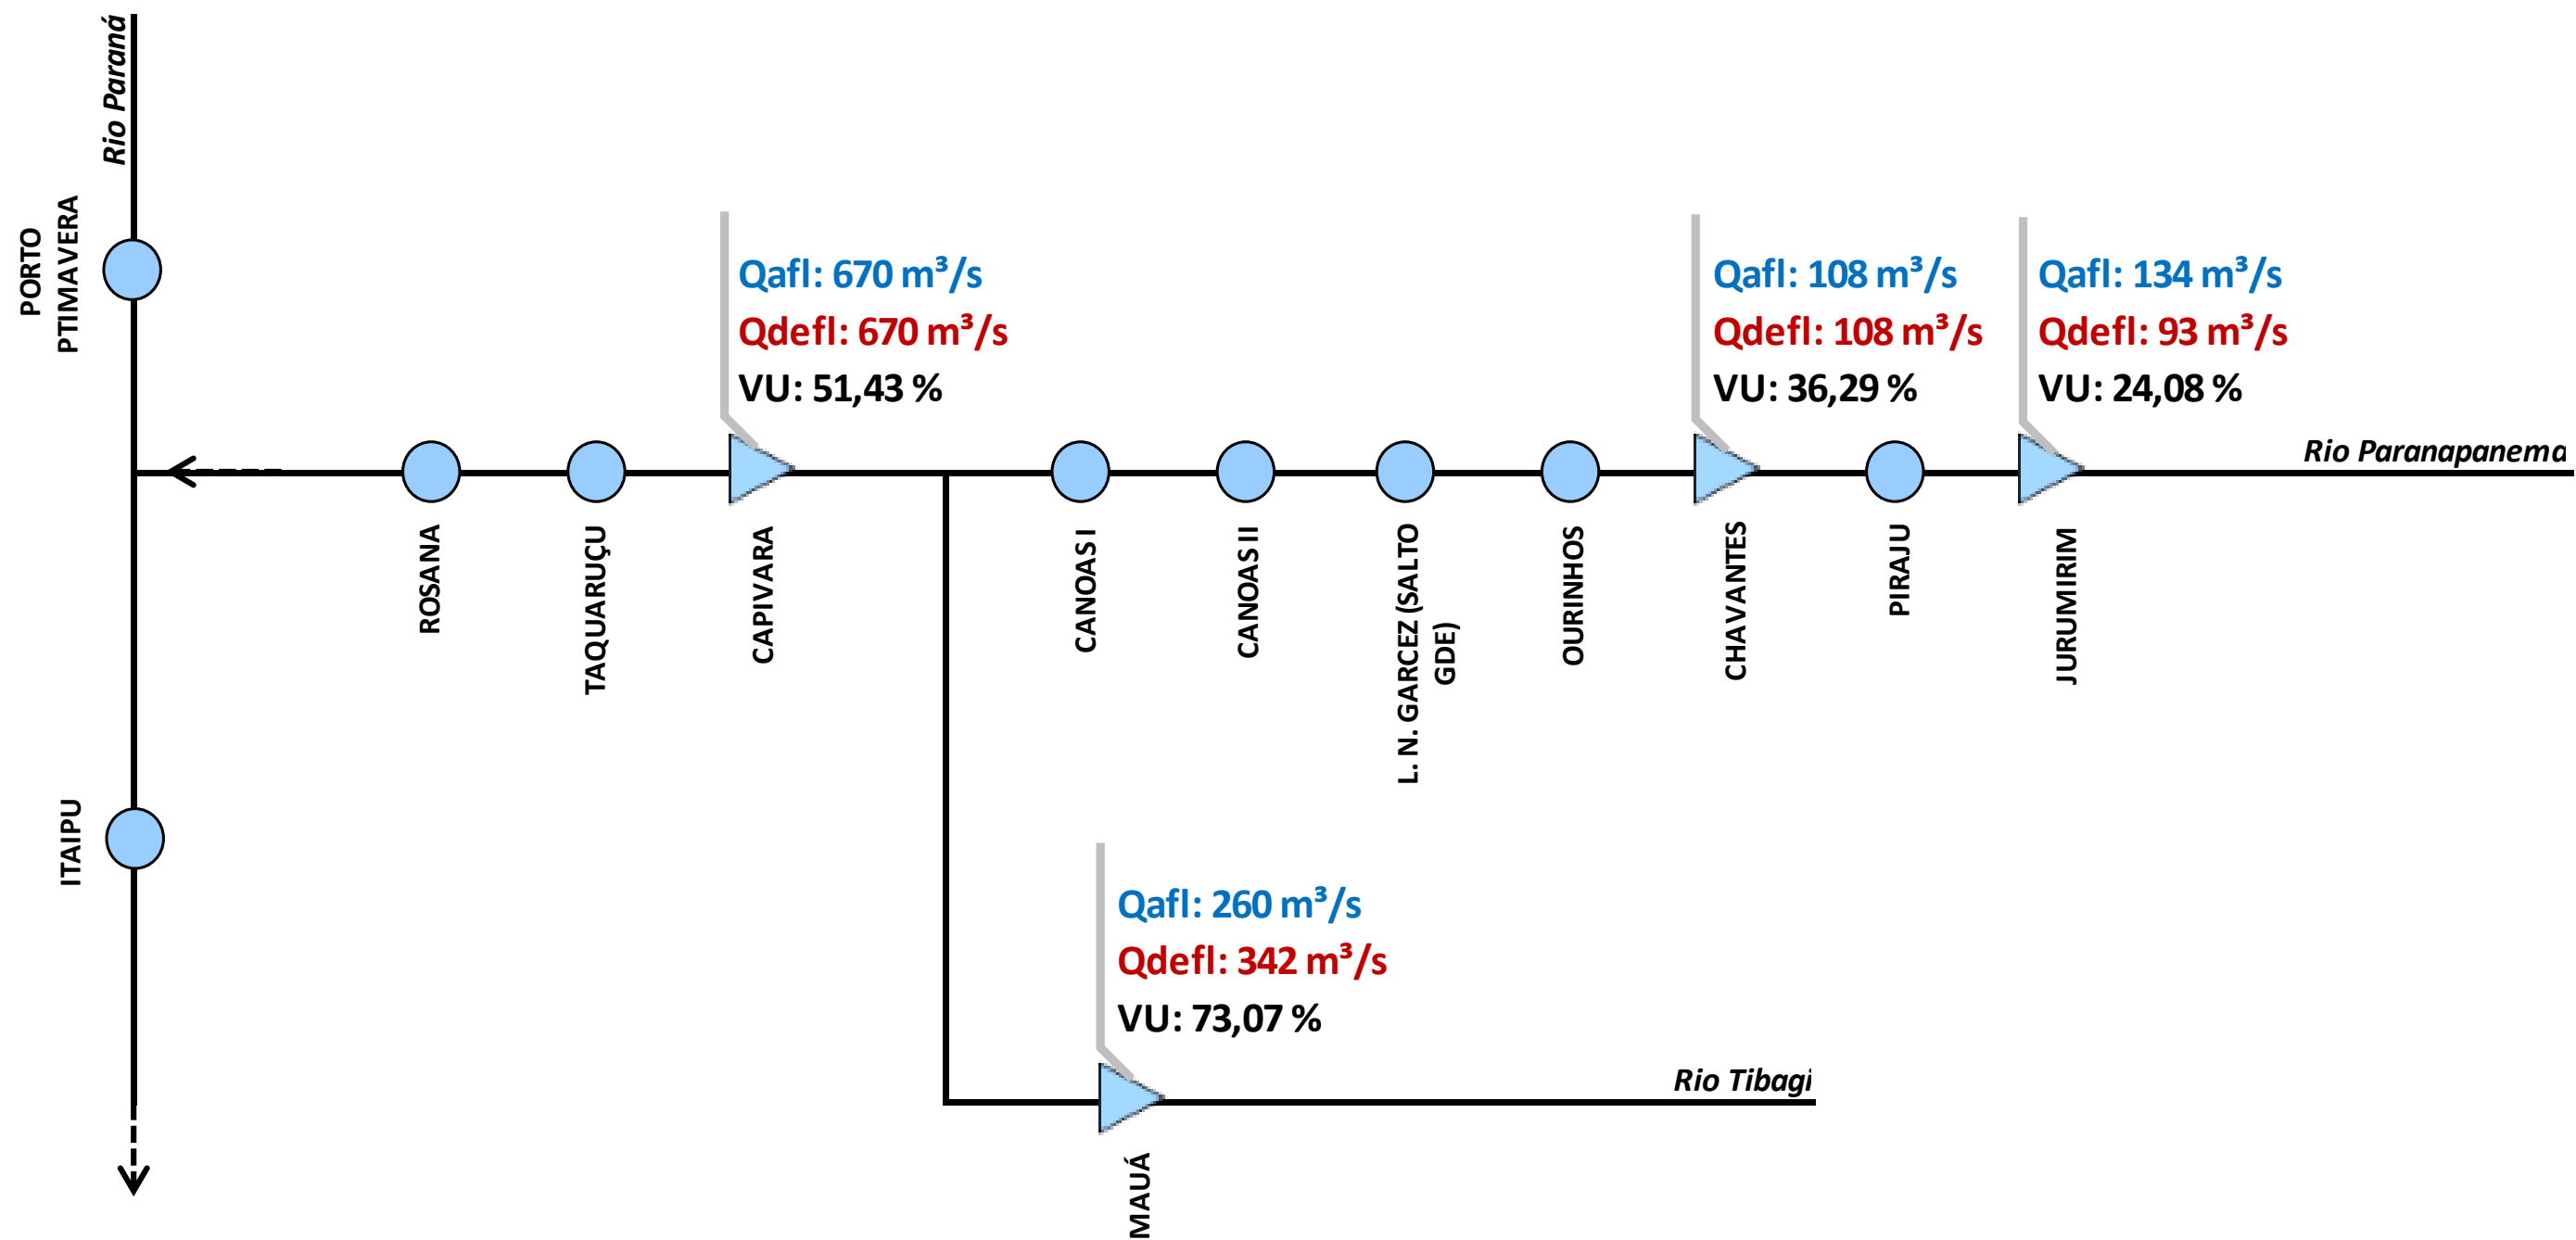 Rio Paraná
PORTO
PTIMAVERA
Qafl: 670 m³/s
Qdefl: 670 m³/s
VU: 51,43 %
Qafl: 108 m³/s
Qdefl: 108 m³/s
VU: 36,29 %
Qafl: 134 m³/s
Qdefl: 93 m³/s
VU: 24,08 %
Rio Paranapanema
ROSANA
TAQUARUÇU
CAPIVARA
CANOAS I
CANOAS II
L. N. GARCEZ (SALTO
GDE)
OURINHOS
CHAVANTES
PIRAJU
JURUMIRIM
ITAIPU
Qafl: 260 m³/s
Qdefl: 342 m³/s
VU: 73,07 %
Rio Tibagi
MAUÁ